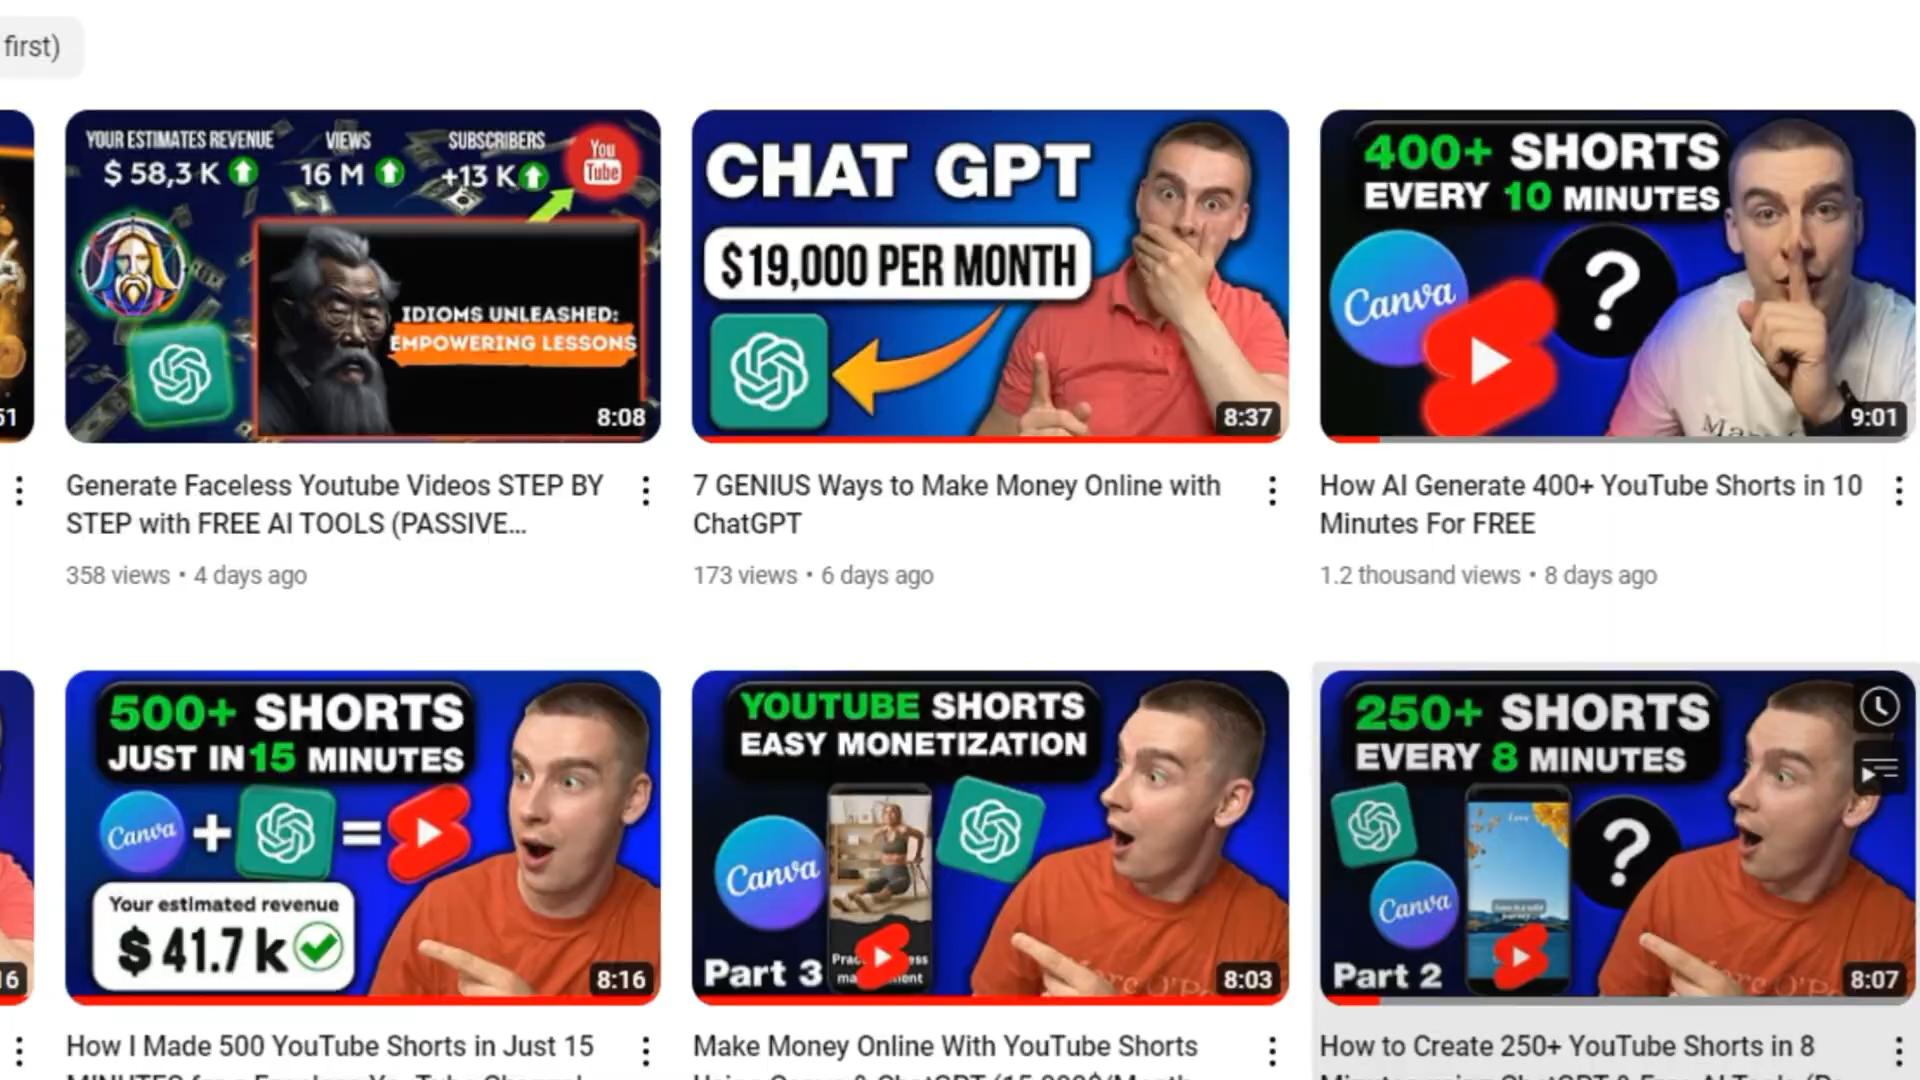 first)
YOUR ESTIMATES REVENUE VIEWS SUBSCRIBERS
$ 58,3 K 16 M +13 K
You
Tube
IDIOMS UNLEASHED:
EMPOWERING LESSONS
51
8:08
Generate Faceless Youtube Videos STEP BY
STEP with FREE AI TOOLS (PASSIVE...
358 views • 4 days ago
CHAT GPT
$19,000 PER MONTH
8:37
7 GENIUS Ways to Make Money Online with
ChatGPT
173 views • 6 days ago
400+ SHORTS
EVERY 10 MINUTES
Canva
?
9:01
How AI Generate 400+ YouTube Shorts in 10
Minutes For FREE
1.2 thousand views • 8 days ago
16
500+ SHORTS
JUST IN 15 MINUTES
Canva + =
Your estimated revenue
$ 41.7 k
8:16
How I Made 500 YouTube Shorts in Just 15
YOUTUBE SHORTS
EASY MONETIZATION
Canva
Part 3
8:03
Make Money Online With YouTube Shorts
250+ SHORTS
EVERY 8 MINUTES
?
Canva
Part 2
8:07
How to Create 250+ YouTube Shorts in 8